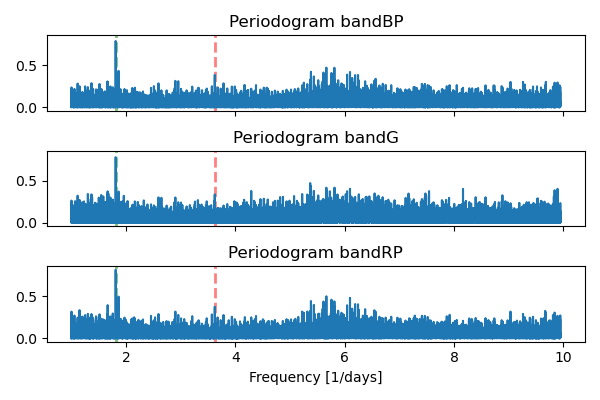 Periodogram bandBP
0.5
0.0
Periodogram bandG
0.5
0.0
Periodogram bandRP
0.5
0.0
2 4 6 8 10
Frequency [1/days]